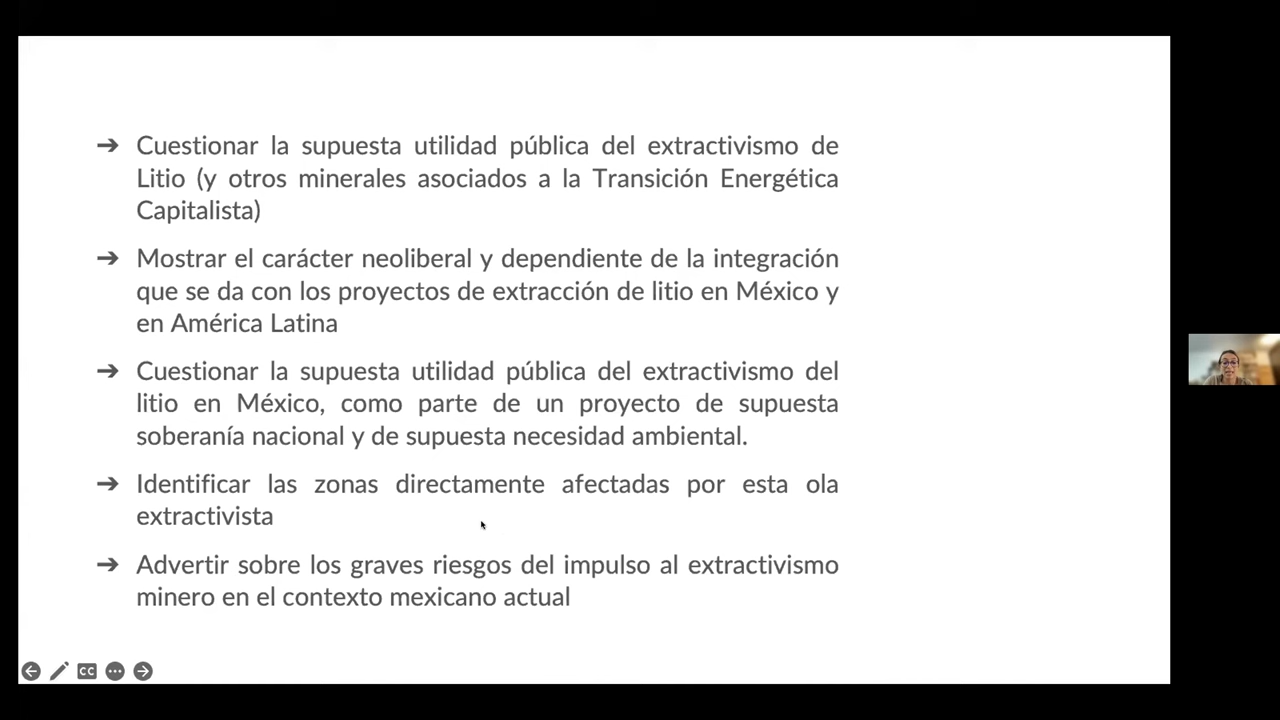 ➔ Cuestionar la supuesta utilidad pública del extractivismo de
Litio (y otros minerales asociados a la Transición Energética
Capitalista)
➔ Mostrar el carácter neoliberal y dependiente de la integración
que se da con los proyectos de extracción de litio en México y
en América Latina
➔ Cuestionar la supuesta utilidad pública del extractivismo del
litio en México, como parte de un proyecto de supuesta
soberanía nacional y de supuesta necesidad ambiental.
➔ Identificar las zonas directamente afectadas por esta ola
extractivista
➔ Advertir sobre los graves riesgos del impulso al extractivismo
minero en el contexto mexicano actual
CC